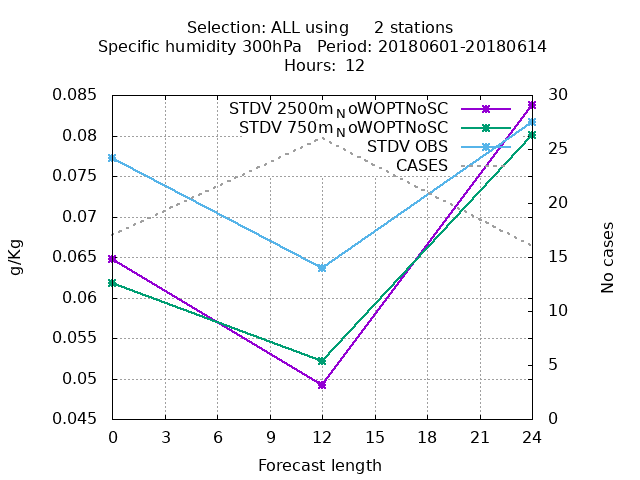 Selection: ALL using     2 stations
Specific humidity 300hPa   Period: 20180601-20180614
Hours: 12
0.085
0.08
0.075
0.07
0.065
0.06
0.055
0.05
0.045
g/Kg
STDV 2500mNoWOPTNoSC
STDV 750mNoWOPTNoSC
STDV OBS
CASES
30
25
20
15
10
5
0
No cases
0 3 6 9 12 15 18 21 24
Forecast length